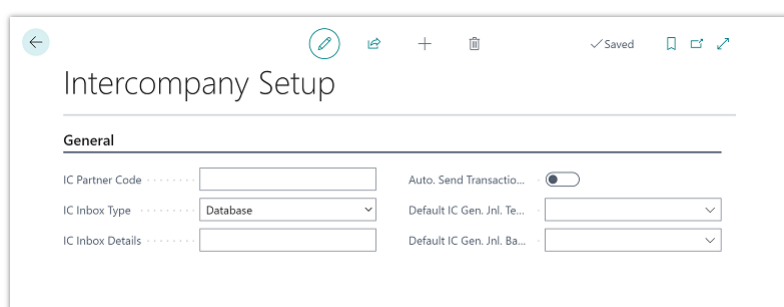 Saved
Intercompany Setup
General
IC Partner Code
Auto. Send Transactio...
IC Inbox Type Database
Default IC Gen. Jnl. Te...
IC Inbox Details
Default IC Gen. Jnl. Ba...